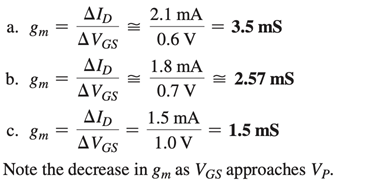 a. gm = ΔID / ΔVGS ≅ 2.1 mA / 0.6 V = 3.5 mS
b. gm = ΔID / ΔVGS ≅ 1.8 mA / 0.7 V ≅ 2.57 mS
c. gm = ΔID / ΔVGS = 1.5 mA / 1.0 V = 1.5 mS
Note the decrease in gm as VGS approaches VP.